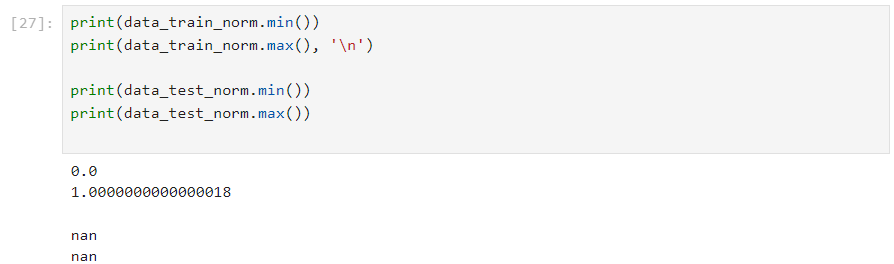 [27]:
print(data_train_norm.min())
print(data_train_norm.max(), '\n')
print(data_test_norm.min())
print(data_test_norm.max())
0.0
1.0000000000000018
nan
nan